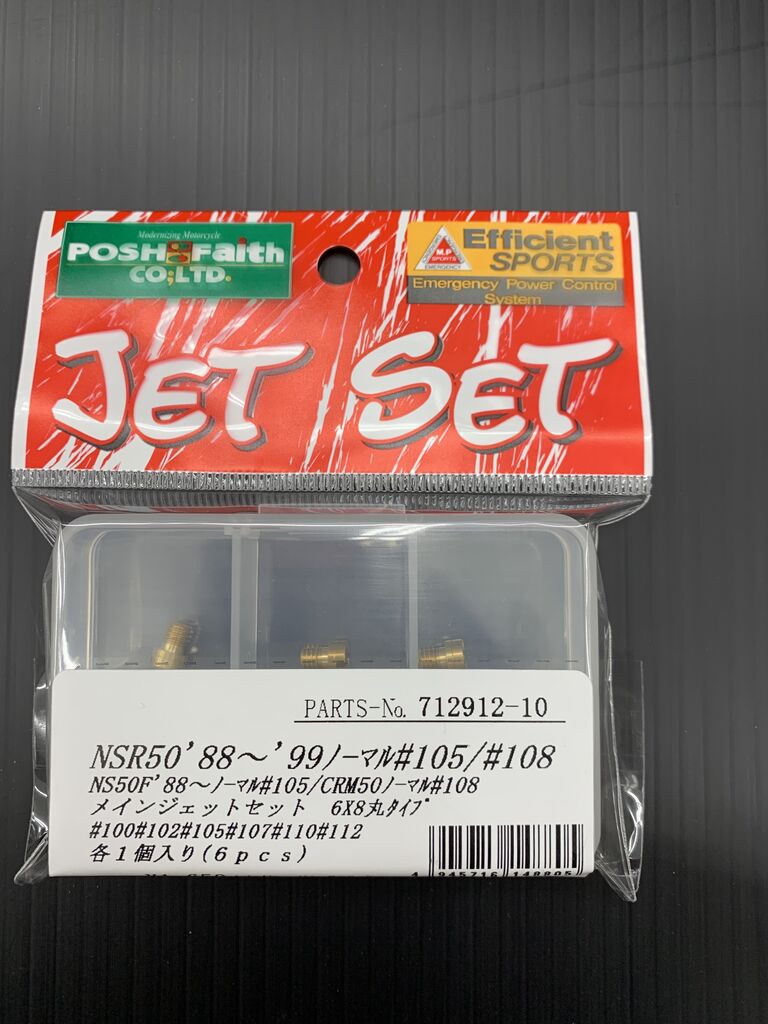 Modernizing Motorcycle
POSH Faith
CO;LTD.
M.P
SPORTS
EMERGENCY
Efficient
SPORTS
Emergency Power Control
System
JET SET
PARTS-No. 712912-10
NSR50'88～'99ﾉｰﾏﾙ#105/#108
NS50F'88～ﾉｰﾏﾙ#105/CRM50ﾉｰﾏﾙ#108
メインジェットセット 6X8丸ﾀｲﾌﾟ
#100#102#105#107#110#112
各１個入り(６ｐｃｓ)